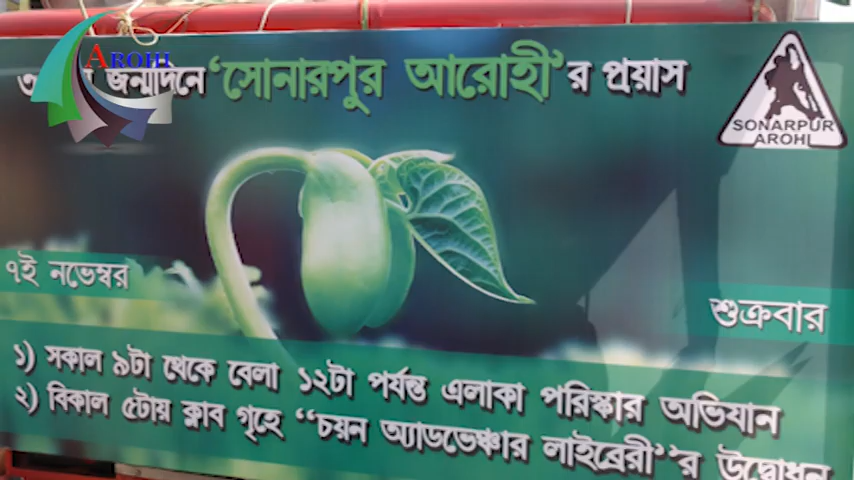 AROHI
জন্মদিনে ‘সোনারপুর আরোহী’র প্রয়াস
SONARPUR
AROHI
৭ই নভেম্বর
শুক্রবার
১) সকাল ৯টা থেকে বেলা ১২টা পর্যন্ত এলাকা পরিস্কার অভিযান
২) বিকাল ৫টায় ক্লাব গৃহে “চয়ন অ্যাডভেঞ্চার লাইব্রেরী”র উদ্বোধন